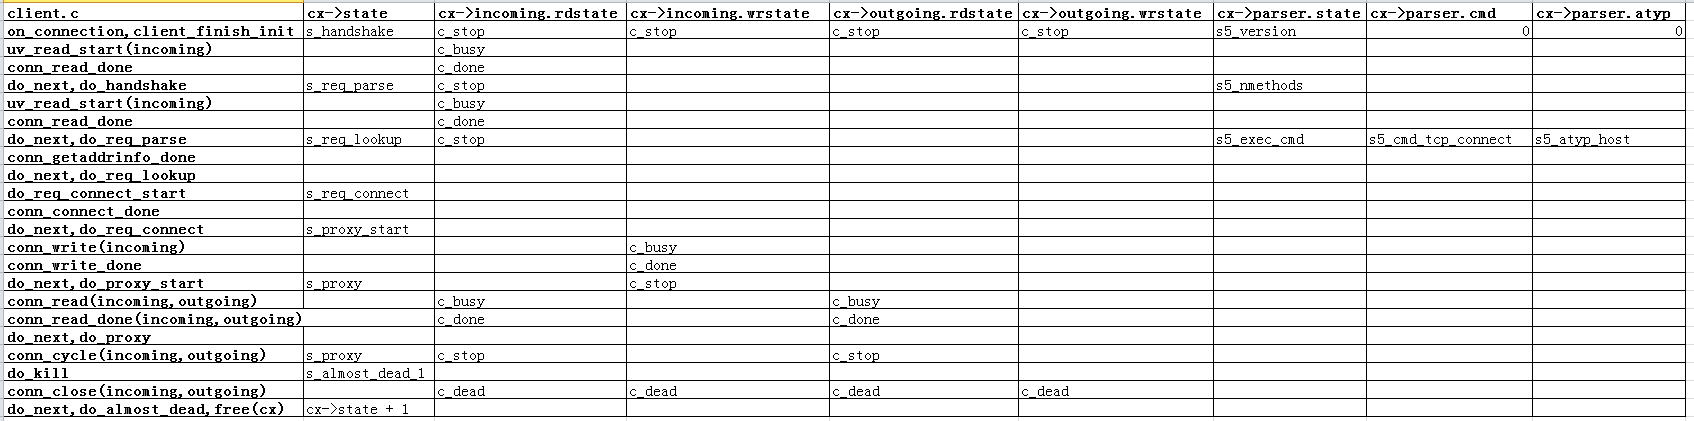 client.c cx->state cx->incoming.rdstate cx->incoming.wrstate cx->outgoing.rdstate cx->outgoing.wrstate cx->parser.state cx->parser.cmd cx->parser.atyp
on_connection,client_finish_init s_handshake c_stop c_stop c_stop c_stop s5_version 0 0
uv_read_start(incoming) c_busy
conn_read_done c_done
do_next,do_handshake s_req_parse c_stop s5_nmethods
uv_read_start(incoming) c_busy
conn_read_done c_done
do_next,do_req_parse s_req_lookup c_stop s5_exec_cmd s5_cmd_tcp_connect s5_atyp_host
conn_getaddrinfo_done
do_next,do_req_lookup
do_req_connect_start s_req_connect
conn_connect_done
do_next,do_req_connect s_proxy_start
conn_write(incoming) c_busy
conn_write_done c_done
do_next,do_proxy_start s_proxy c_stop
conn_read(incoming,outgoing) c_busy c_busy
conn_read_done(incoming,outgoing) c_done c_done
do_next,do_proxy
conn_cycle(incoming,outgoing) s_proxy c_stop c_stop
do_kill s_almost_dead_1
conn_close(incoming,outgoing) c_dead c_dead c_dead c_dead
do_next,do_almost_dead,free(cx) cx->state + 1